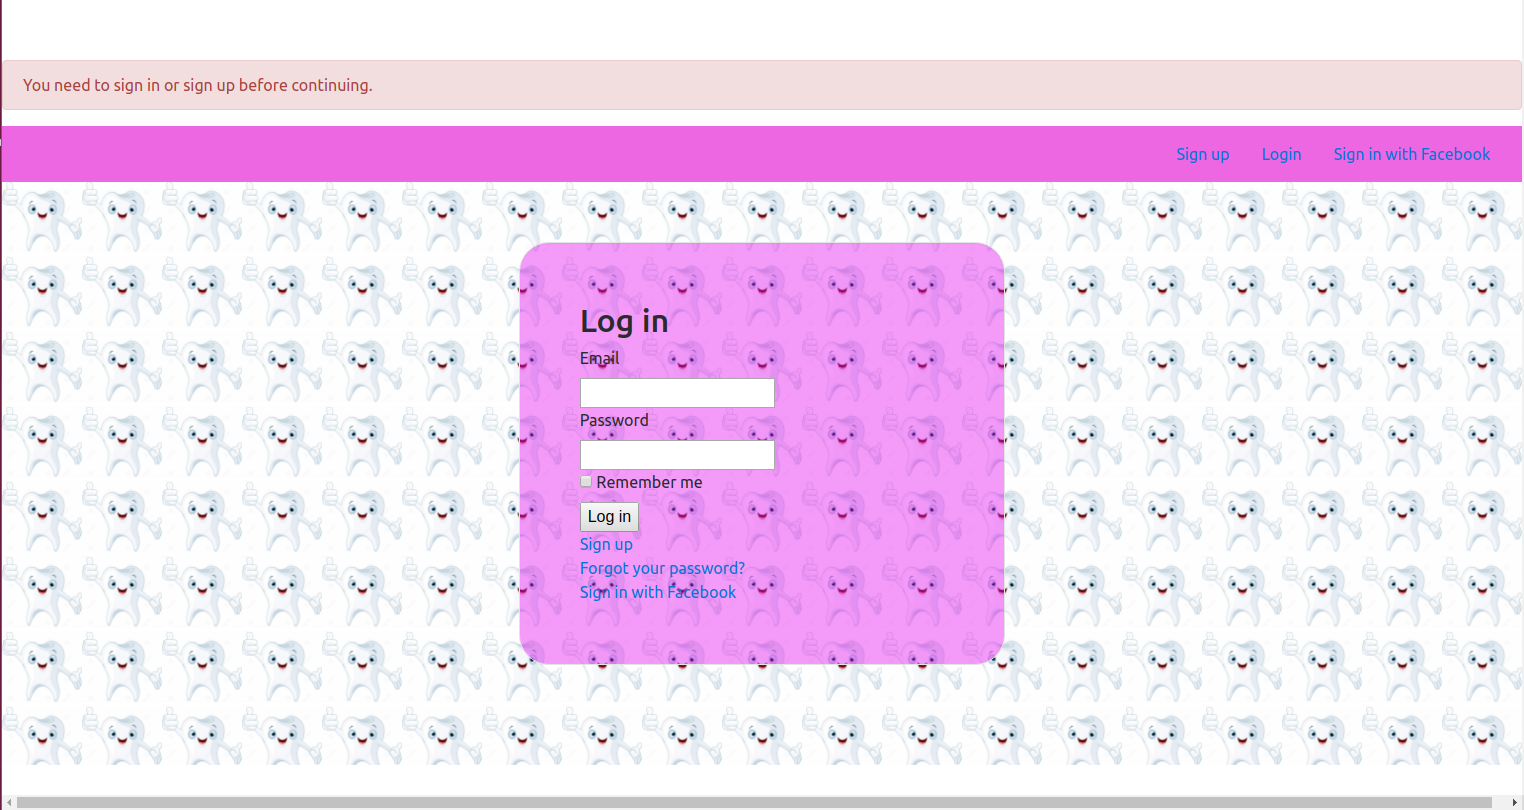 You need to sign in or sign up before continuing.
Sign up Login Sign in with Facebook
Log in
Email
Password
Remember me
Log in
Sign up
Forgot your password?
Sign in with Facebook